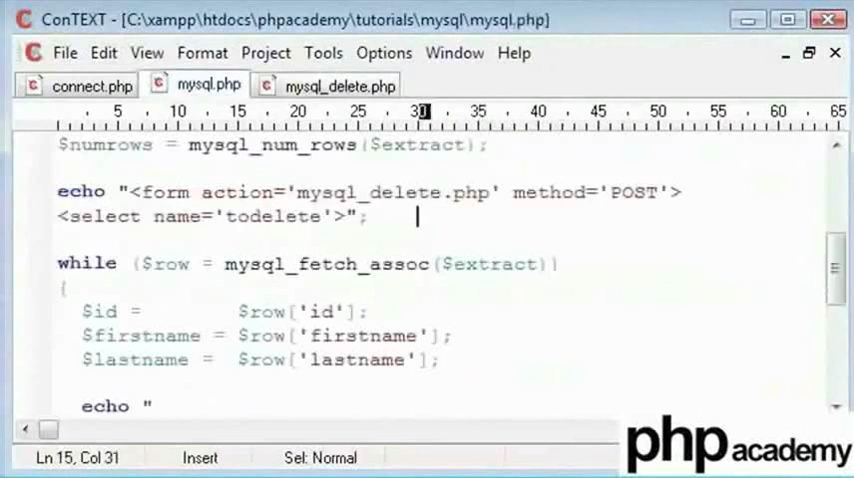 ConTEXT - [C:\xampp\htdocs\phpacademy\tutorials\mysql\mysql.php]
File Edit View Format Project Tools Options Window Help
connect.php mysql.php mysql_delete.php
5 10 15 20 25 30 35 40 45 50 55 60 65
$numrows = mysql_num_rows($extract);
echo "<form action='mysql_delete.php' method='POST'>
<select name='todelete'>";
while ($row = mysql_fetch_assoc($extract))
{
$id = $row['id'];
$firstname = $row['firstname'];
$lastname = $row['lastname'];
echo "
Ln 15, Col 31 Insert Sel: Normal
php academy